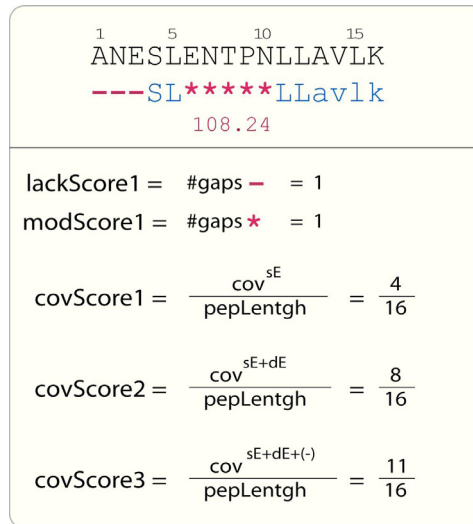 1 5 10 15
ANESLENTPNLLAVLK
---SL*****LLavlk
108.24
lackScore1 = #gaps - = 1
modScore1 = #gaps * = 1
covScore1 = cov^sE / pepLentgh = 4 / 16
covScore2 = cov^sE+dE / pepLentgh = 8 / 16
covScore3 = cov^sE+dE+(-) / pepLentgh = 11 / 16